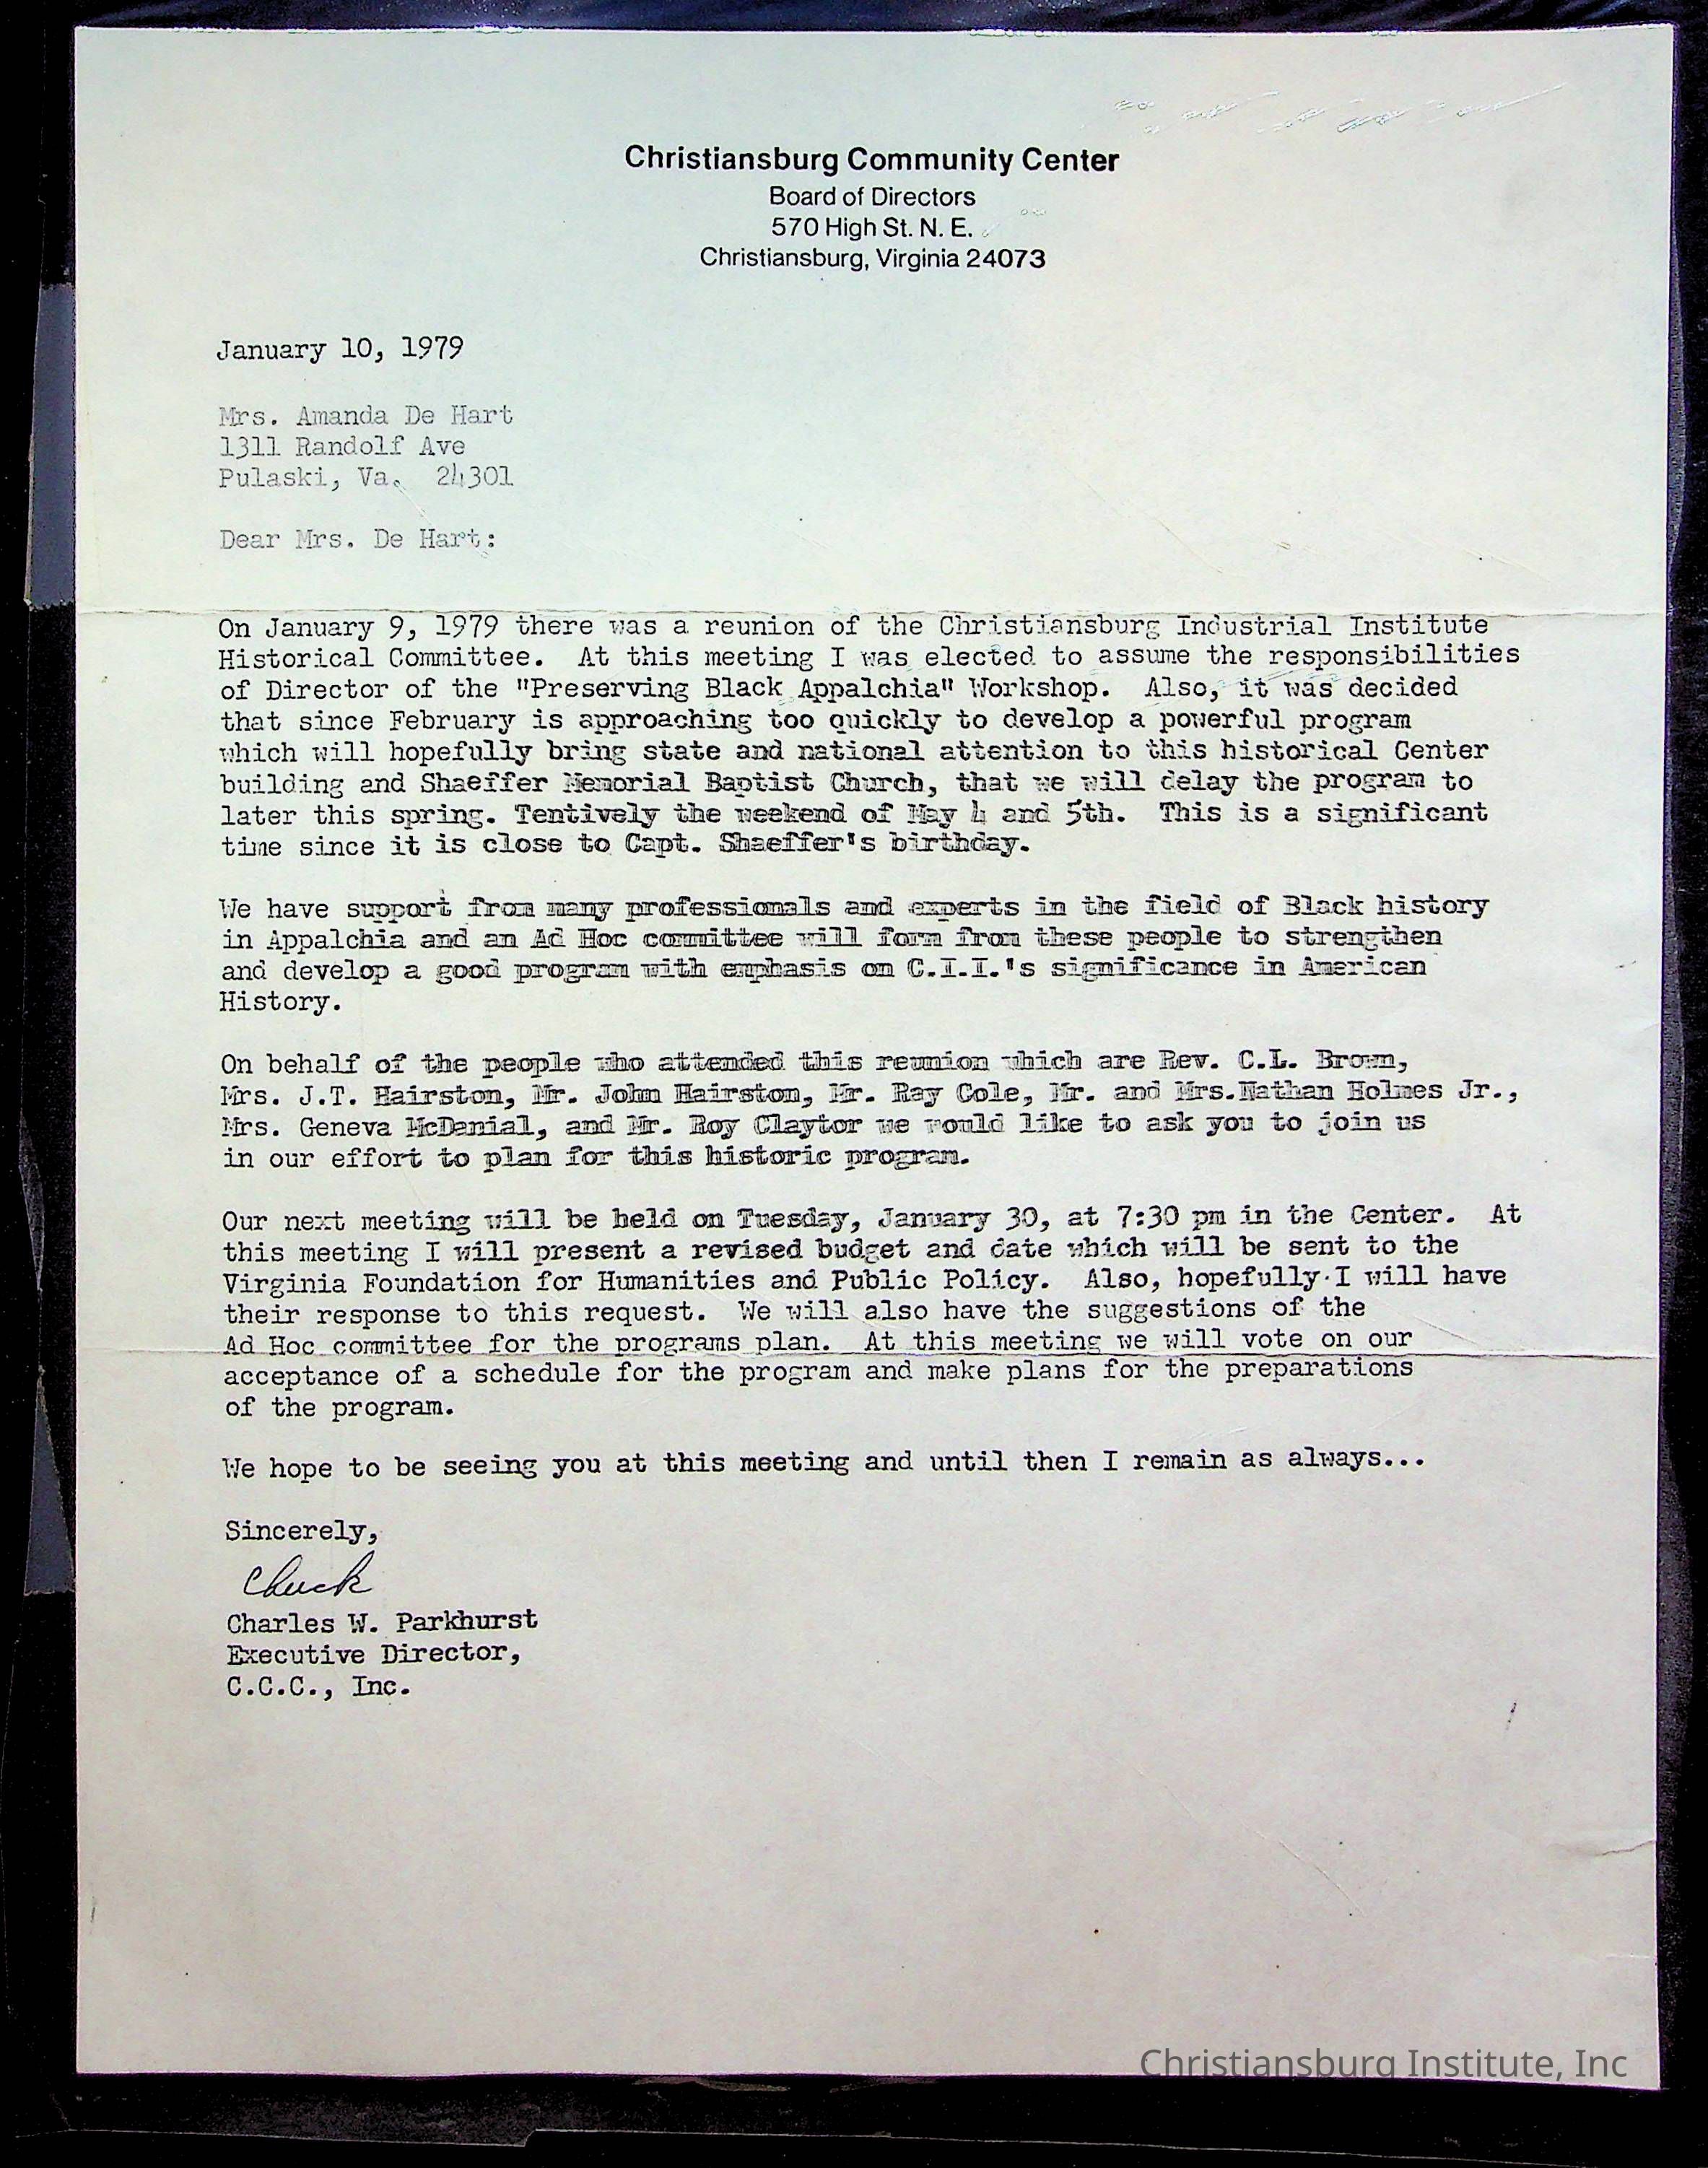 Christiansburg Community Center
Board of Directors
570 High St. N. E.
Christiansburg, Virginia 24073
January 10, 1979
Mrs. Amanda De Hart
1311 Randolf Ave
Pulaski, Va.  24301
Dear Mrs. De Hart:
On January 9, 1979 there was a reunion of the Christiansburg Industrial Institute
Historical Committee.  At this meeting I was elected to assume the responsibilities
of Director of the "Preserving Black Appalchia" Workshop.  Also, it was decided
that since February is approaching too quickly to develop a powerful program
which will hopefully bring state and national attention to this historical Center
building and Shaeffer Memorial Baptist Church, that we will delay the program to
later this spring. Tentively the weekend of May 4 and 5th.  This is a significant
time since it is close to Capt. Shaeffer's birthday.
We have support from many professionals and experts in the field of Black history
in Appalchia and an Ad Hoc committee will form from these people to strengthen
and develop a good program with emphasis on C.I.I.'s significance in American
History.
On behalf of the people who attended this reunion which are Rev. C.L. Brown,
Mrs. J.T. Hairston, Mr. John Hairston, Mr. Ray Cole, Mr. and Mrs.Nathan Holmes Jr.,
Mrs. Geneva McDanial, and Mr. Roy Claytor we would like to ask you to join us
in our effort to plan for this historic program.
Our next meeting will be held on Tuesday, January 30, at 7:30 pm in the Center.  At
this meeting I will present a revised budget and date which will be sent to the
Virginia Foundation for Humanities and Public Policy.  Also, hopefully I will have
their response to this request.  We will also have the suggestions of the
Ad Hoc committee for the programs plan.  At this meeting we will vote on our
acceptance of a schedule for the program and make plans for the preparations
of the program.
We hope to be seeing you at this meeting and until then I remain as always...
Sincerely,
Chuck
Charles W. Parkhurst
Executive Director,
C.C.C., Inc.
Christiansburg Institute, Inc